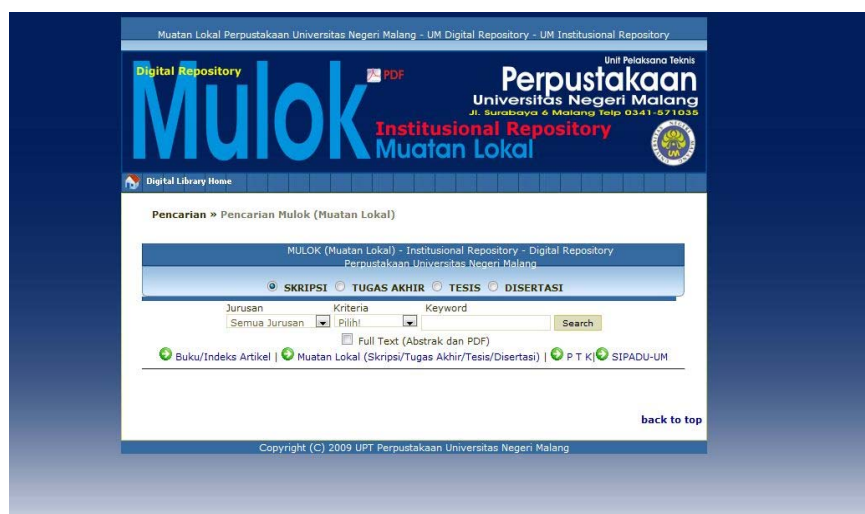 Muatan Lokal Perpustakaan Universitas Negeri Malang - UM Digital Repository - UM Institusional Repository
Digital Repository
Mulok
PDF
Unit Pelaksana Teknis
Perpustakaan
Universitas Negeri Malang
Jl. Surabaya 6 Malang Telp 0341-571035
Institusional Repository
Muatan Lokal
Digital Library Home
Pencarian » Pencarian Mulok (Muatan Lokal)
MULOK (Muatan Lokal) - Institusional Repository - Digital Repository
Perpustakaan Universitas Negeri Malang
SKRIPSI TUGAS AKHIR TESIS DISERTASI
Jurusan Kriteria Keyword
Semua Jurusan Pilih! Search
Full Text (Abstrak dan PDF)
Buku/Indeks Artikel | Muatan Lokal (Skripsi/Tugas Akhir/Tesis/Disertasi) | P T K| SIPADU-UM
back to top
Copyright (C) 2009 UPT Perpustakaan Universitas Negeri Malang